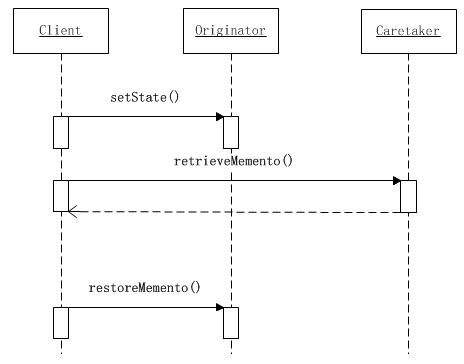 Client
Originator
Caretaker
setState()
retrieveMemento()
restoreMemento()